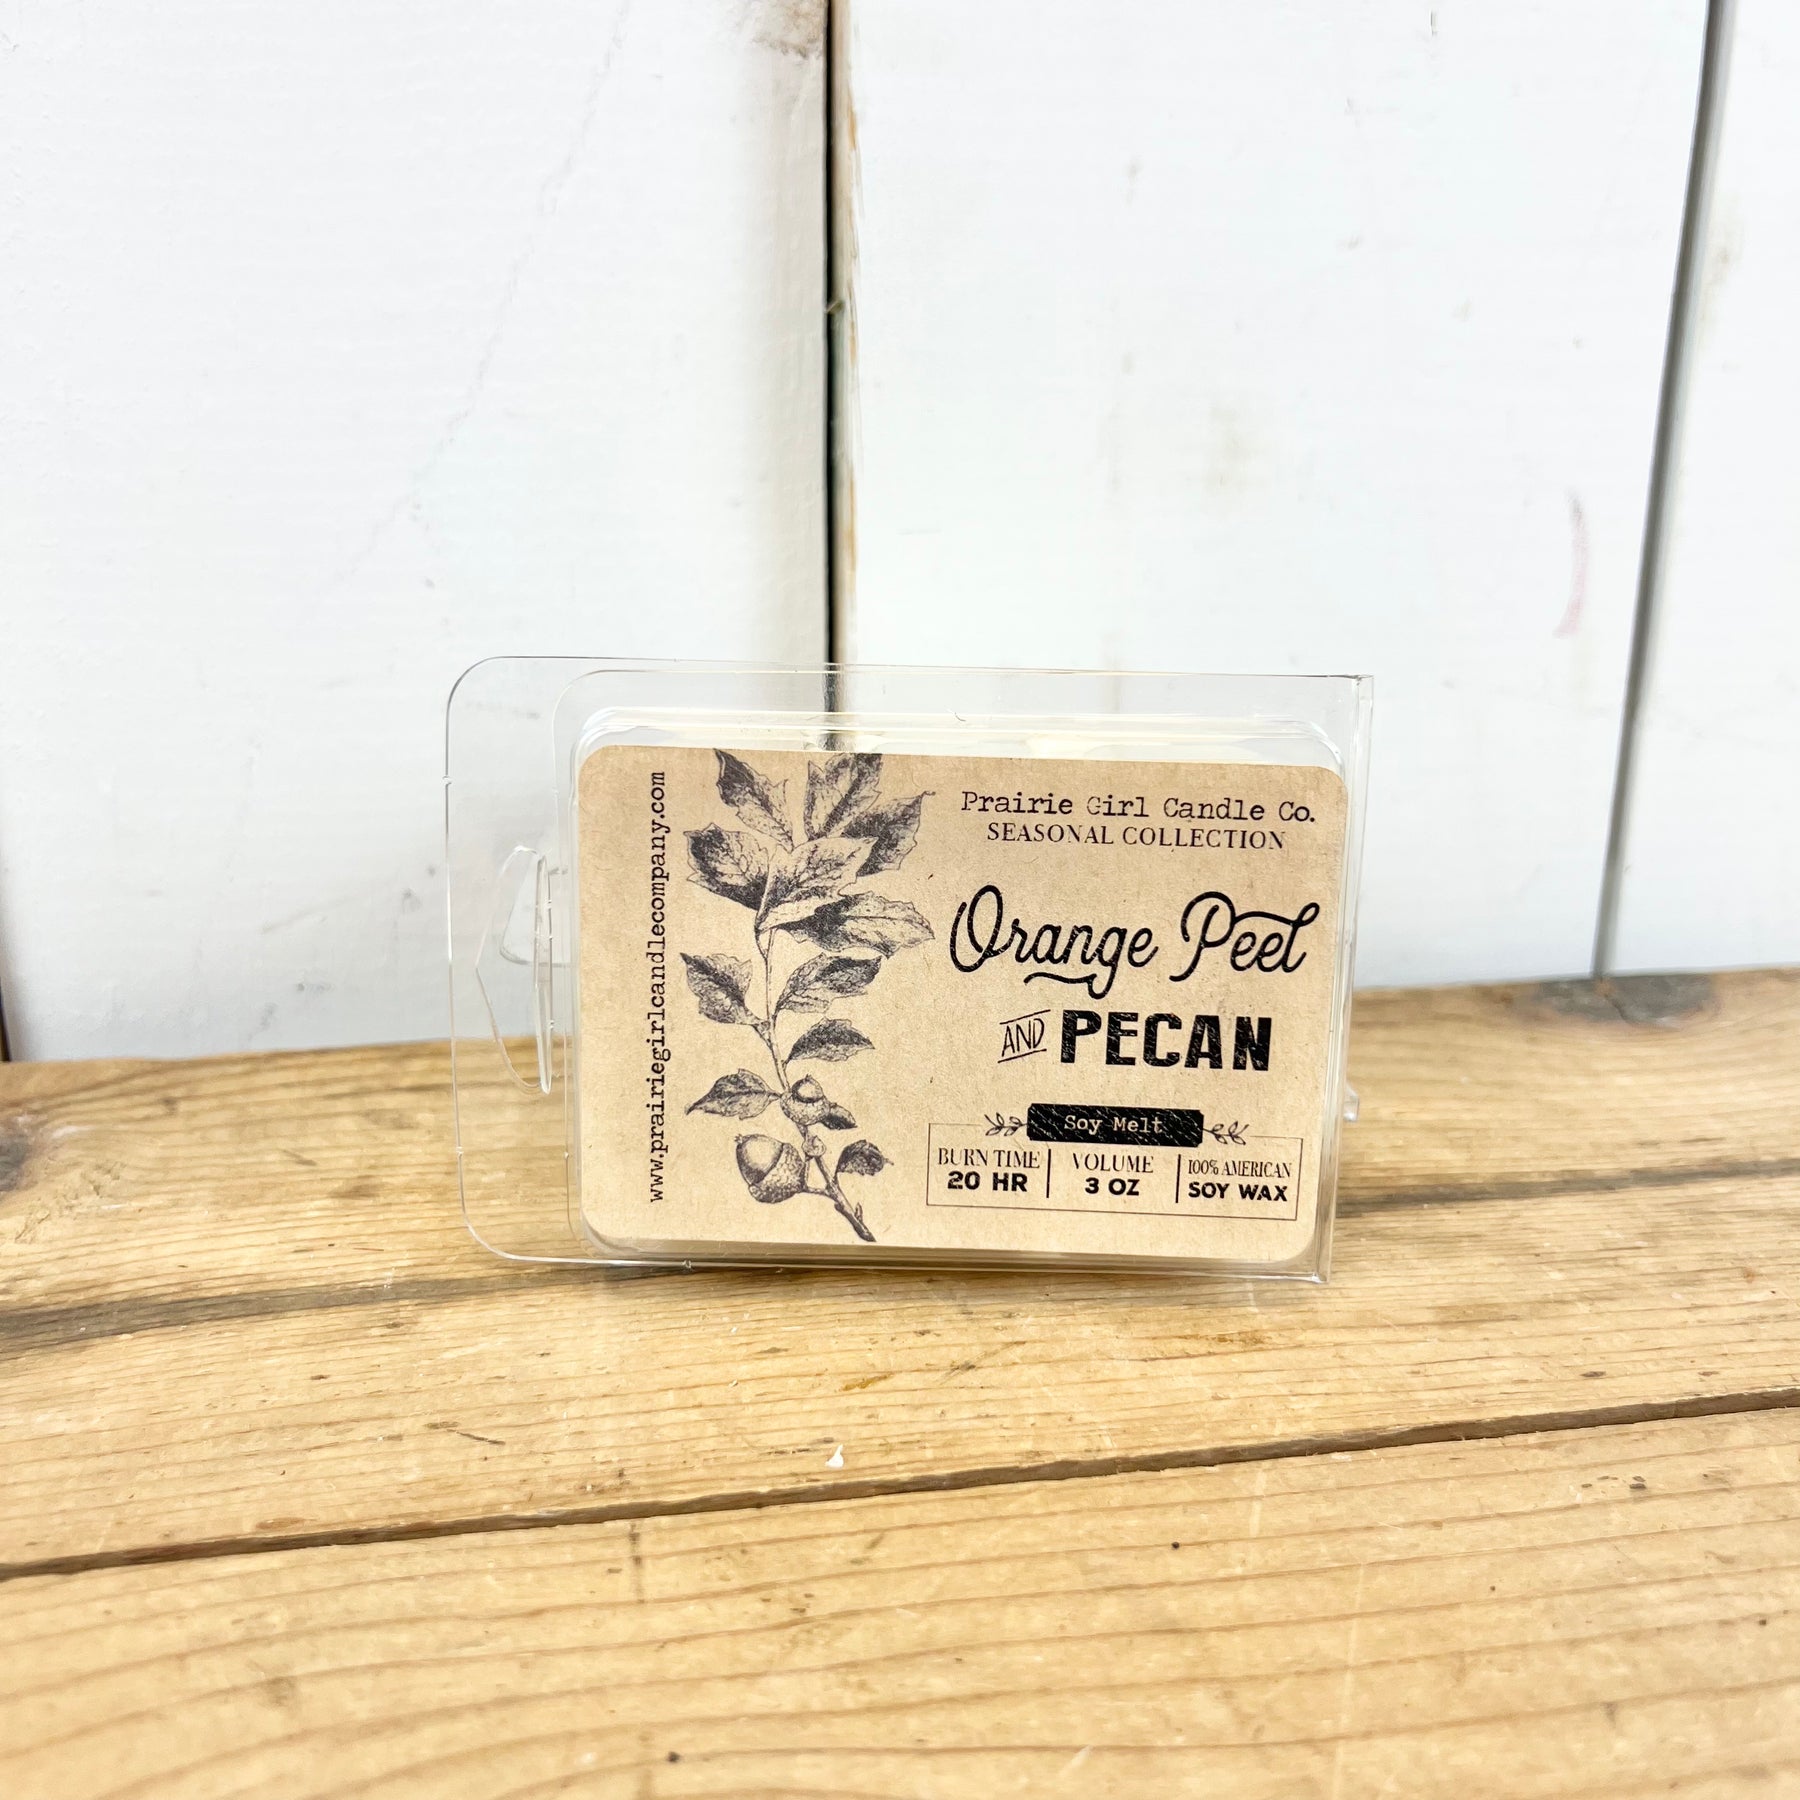 www.prairiegirlcandlecompany.com
Prairie Girl Candle Co.
SEASONAL COLLECTION
Orange Peel
AND PECAN
Soy Melt
BURN TIME
20 HR
VOLUME
3 OZ
100% AMERICAN
SOY WAX